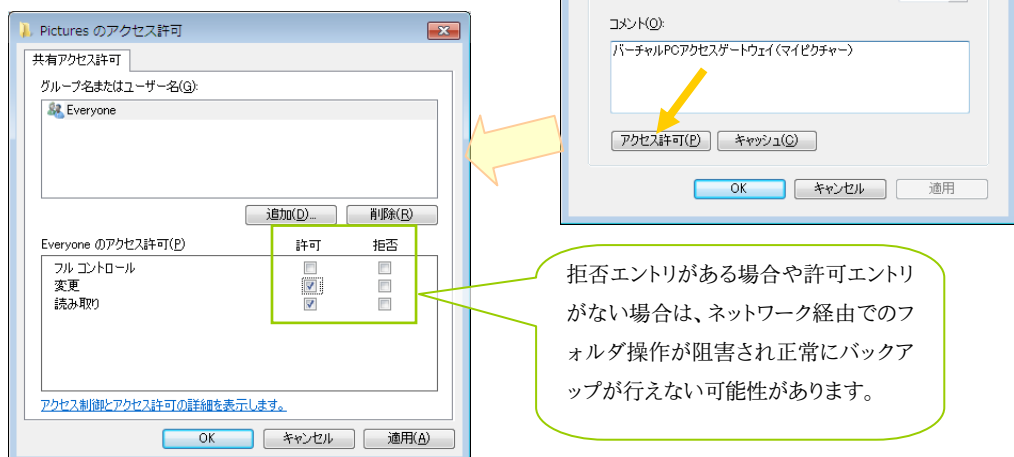 Pictures のアクセス許可
共有アクセス許可
グループ名またはユーザー名(G):
Everyone
追加(D)...
削除(R)
Everyone のアクセス許可(P)
許可
拒否
フル コントロール
変更
読み取り
アクセス制御とアクセス許可の詳細を表示します。
OK
キャンセル
適用(A)
コメント(O):
バーチャルPCアクセスゲートウェイ(マイピクチャー)
アクセス許可(P)
キャッシュ(C)
OK
キャンセル
適用
拒否エントリがある場合や許可エントリ
がない場合は、ネットワーク経由でのフ
ォルダ操作が阻害され正常にバックア
ップが行えない可能性があります。